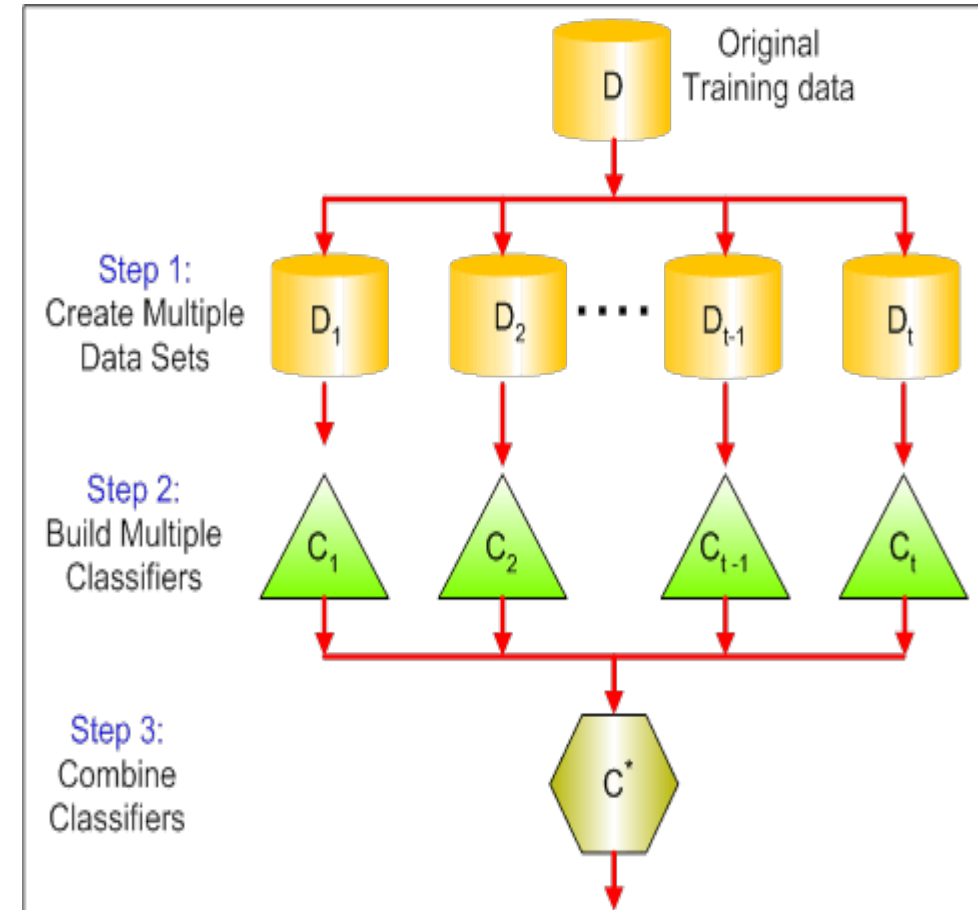 D
Original
Training data
Step 1:
Create Multiple
Data Sets
D₁
D₂
....
Dₜ₋₁
Dₜ
Step 2:
Build Multiple
Classifiers
C₁
C₂
Cₜ₋₁
Cₜ
Step 3:
Combine
Classifiers
C*